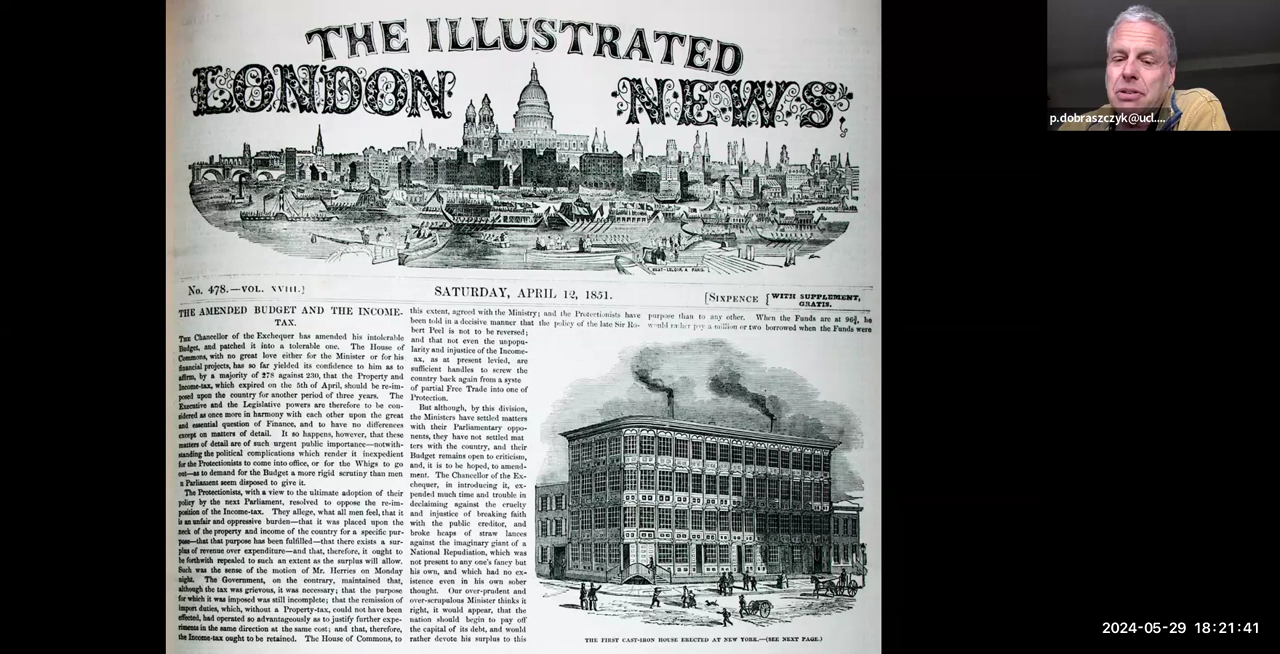 THE ILLUSTRATED
LONDON NEWS
BEST-LELOIR, A PARIS.
No. 478.—VOL. XVIII.]
SATURDAY, APRIL 12, 1851.
[SIXPENCE { WITH SUPPLEMENT,
GRATIS.
THE AMENDED BUDGET AND THE INCOME-
TAX.
THE Chancellor of the Exchequer has amended his intolerable
Budget, and patched it into a tolerable one. The House of
Commons, with no great love either for the Minister or for his
financial projects, has so far yielded its confidence to him as to
affirm, by a majority of 278 against 230, that the Property and
Income-tax, which expired on the 5th of April, should be re-im-
posed upon the country for another period of three years. The
Executive and the Legislative powers are therefore to be con-
sidered as once more in harmony with each other upon the great
and essential question of Finance, and to have no differences
except on matters of detail. It so happens, however, that these
matters of detail are of such urgent public importance—notwith-
standing the political complications which render it inexpedient
for the Protectionists to come into office, or for the Whigs to go
out—as to demand for the Budget a more rigid scrutiny than men
n Parliament seem disposed to give it.
The Protectionists, with a view to the ultimate adoption of their
policy by the next Parliament, resolved to oppose the re-im-
position of the Income-tax. They allege, what all men feel, that it
is an unfair and oppressive burden—that it was placed upon the
neck of the property and income of the country for a specific pur-
pose—that that purpose has been fulfilled—that there exists a sur-
plus of revenue over expenditure—and that, therefore, it ought to
be forthwith repealed to such an extent as the surplus will allow.
Such was the sense of the motion of Mr. Herries on Monday
night. The Government, on the contrary, maintained that,
although the tax was grievous, it was necessary; that the purpose
for which it was imposed was still incomplete; that the remission of
import duties, which, without a Property-tax, could not have been
effected, had operated so advantageously as to justify further expe-
riments in the same direction at the same cost; and that, therefore,
the Income-tax ought to be retained. The House of Commons, to
this extent, agreed with the Ministry; and the Protectionists have
been told in a decisive manner that the policy of the late Sir Ro-
bert Peel is not to be reversed;
and that not even the unpopu-
larity and injustice of the Income-
ax, as at present levied, are
sufficient handles to screw the
country back again from a syste
of partial Free Trade into one of
Protection.
But although, by this division,
the Ministers have settled matters
with their Parliamentary oppo-
nents, they have not settled mat
ters with the country, and their
Budget remains open to criticism,
and, it is to be hoped, to amend-
ment. The Chancellor of the Ex-
chequer, in introducing it, ex-
pended much time and trouble in
declaiming against the cruelty
and injustice of breaking faith
with the public creditor, and
broke heaps of straw lances
against the imaginary giant of a
National Repudiation, which was
not present to any one's fancy but
his own, and which had no ex-
istence even in his own sober
thought. Our over-prudent and
over-scrupulous Minister thinks it
right, it would appear, that the
nation should begin to pay off
the capital of its debt, and would
rather devote his surplus to this
purpose than to any other. When the Funds are at 96¾, he
would rather pay a million or two borrowed when the Funds were
THE FIRST CAST-IRON HOUSE ERECTED AT NEW YORK.—(SEE NEXT PAGE.)
p.dobraszczyk@ucl....
2024-05-29 18:21:41